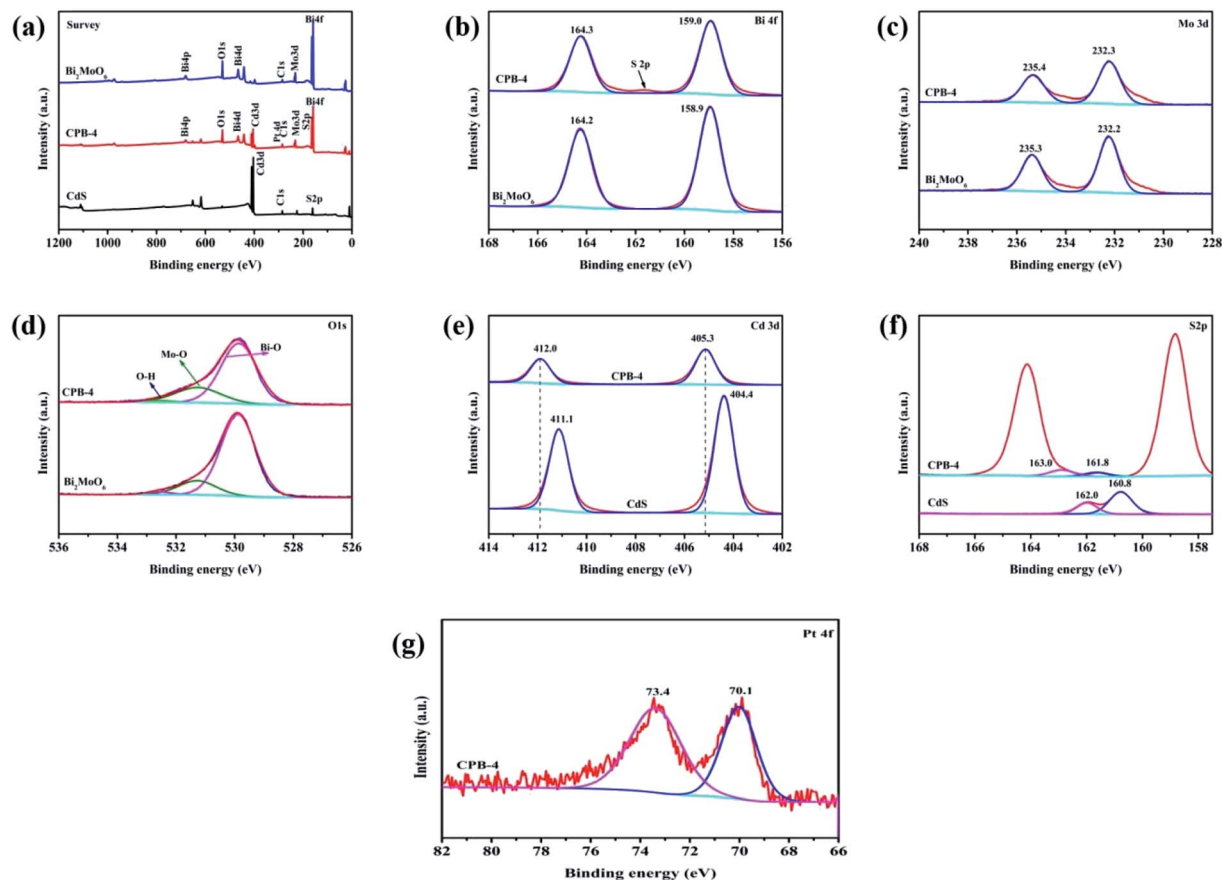 (a)
Survey
Bi₂MoO₆
Bi4p
O1s
Bi4d
C1s
Mo3d
Bi4f
CPB-4
Bi4p
O1s
Bi4d
Cd3d
Pt 4d
C1s
Mo3d
S2p
Bi4f
CdS
Cd3d
C1s
S2p
Intensity (a.u.)
1200 1000 800 600 400 200 0
Binding energy (eV)
(b)
Bi 4f
164.3
159.0
S 2p
CPB-4
164.2
158.9
Bi₂MoO₆
Intensity (a.u.)
168 166 164 162 160 158 156
Binding energy (eV)
(c)
Mo 3d
232.3
235.4
CPB-4
232.2
235.3
Bi₂MoO₆
Intensity (a.u.)
240 238 236 234 232 230 228
Binding energy (eV)
(d)
O1s
Bi-O
Mo-O
O-H
CPB-4
Bi₂MoO₆
Intensity (a.u.)
536 534 532 530 528 526
Binding energy (eV)
(e)
Cd 3d
412.0
405.3
CPB-4
404.4
411.1
CdS
Intensity (a.u.)
414 412 410 408 406 404 402
Binding energy (eV)
(f)
S2p
CPB-4
163.0
161.8
CdS
162.0
160.8
Intensity (a.u.)
168 166 164 162 160 158
Binding energy (eV)
(g)
Pt 4f
73.4
70.1
CPB-4
Intensity (a.u.)
82 80 78 76 74 72 70 68 66
Binding energy (eV)